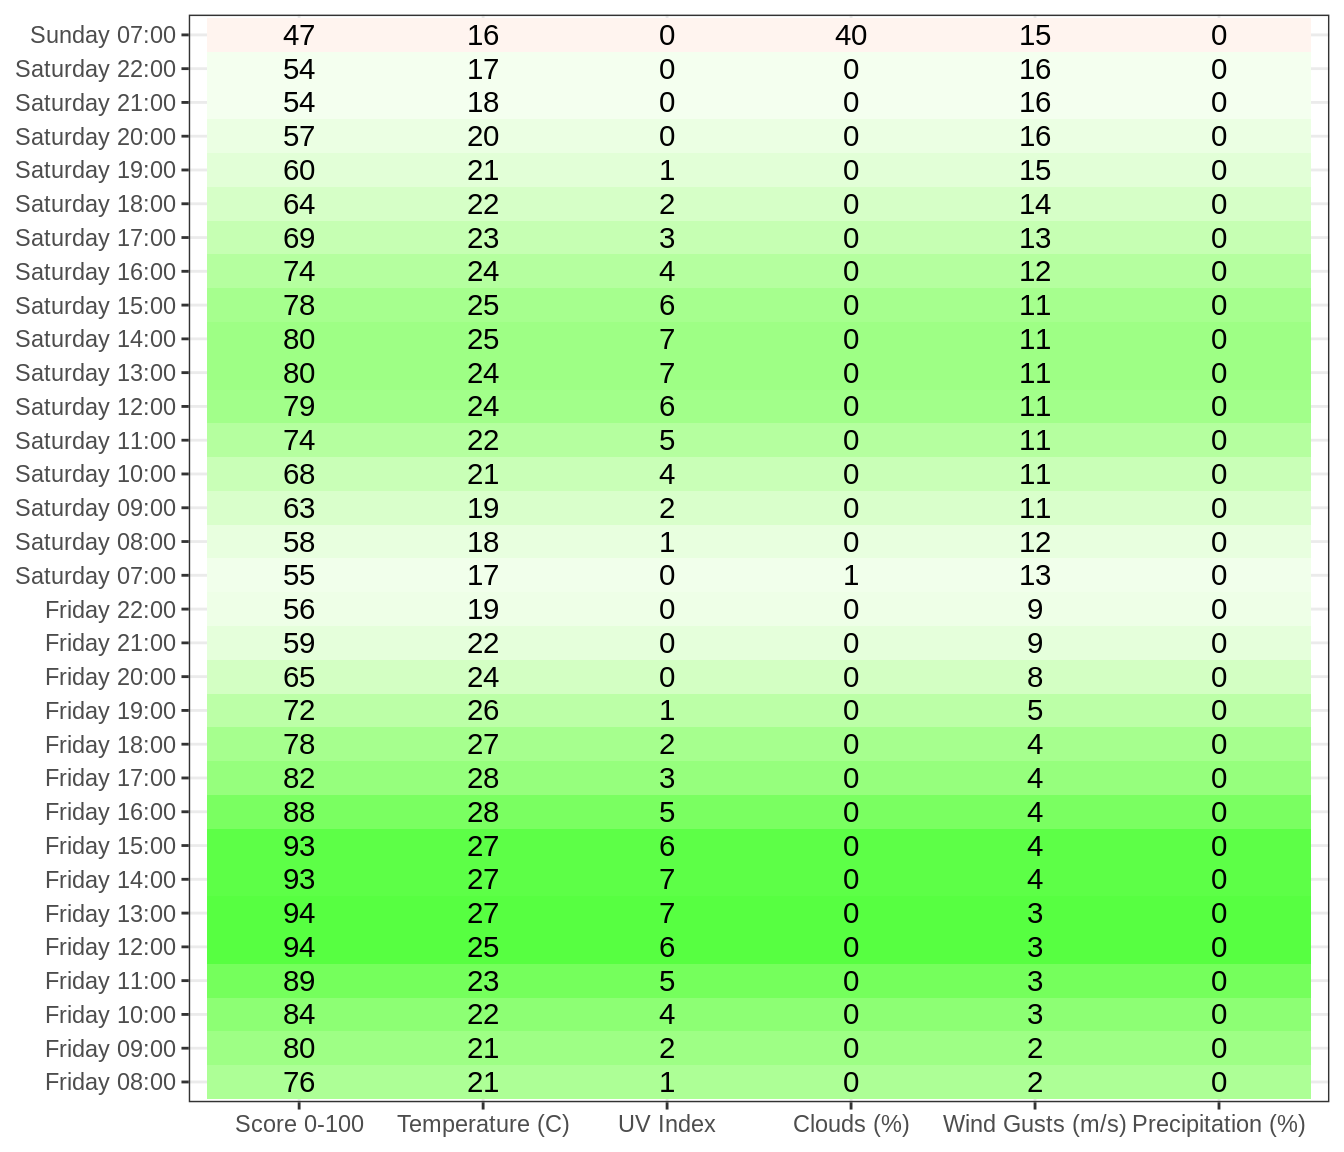 Sunday 07:00 47 16 0 40 15 0
Saturday 22:00 54 17 0 0 16 0
Saturday 21:00 54 18 0 0 16 0
Saturday 20:00 57 20 0 0 16 0
Saturday 19:00 60 21 1 0 15 0
Saturday 18:00 64 22 2 0 14 0
Saturday 17:00 69 23 3 0 13 0
Saturday 16:00 74 24 4 0 12 0
Saturday 15:00 78 25 6 0 11 0
Saturday 14:00 80 25 7 0 11 0
Saturday 13:00 80 24 7 0 11 0
Saturday 12:00 79 24 6 0 11 0
Saturday 11:00 74 22 5 0 11 0
Saturday 10:00 68 21 4 0 11 0
Saturday 09:00 63 19 2 0 11 0
Saturday 08:00 58 18 1 0 12 0
Saturday 07:00 55 17 0 1 13 0
Friday 22:00 56 19 0 0 9 0
Friday 21:00 59 22 0 0 9 0
Friday 20:00 65 24 0 0 8 0
Friday 19:00 72 26 1 0 5 0
Friday 18:00 78 27 2 0 4 0
Friday 17:00 82 28 3 0 4 0
Friday 16:00 88 28 5 0 4 0
Friday 15:00 93 27 6 0 4 0
Friday 14:00 93 27 7 0 4 0
Friday 13:00 94 27 7 0 3 0
Friday 12:00 94 25 6 0 3 0
Friday 11:00 89 23 5 0 3 0
Friday 10:00 84 22 4 0 3 0
Friday 09:00 80 21 2 0 2 0
Friday 08:00 76 21 1 0 2 0
Score 0-100 Temperature (C) UV Index Clouds (%) Wind Gusts (m/s) Precipitation (%)